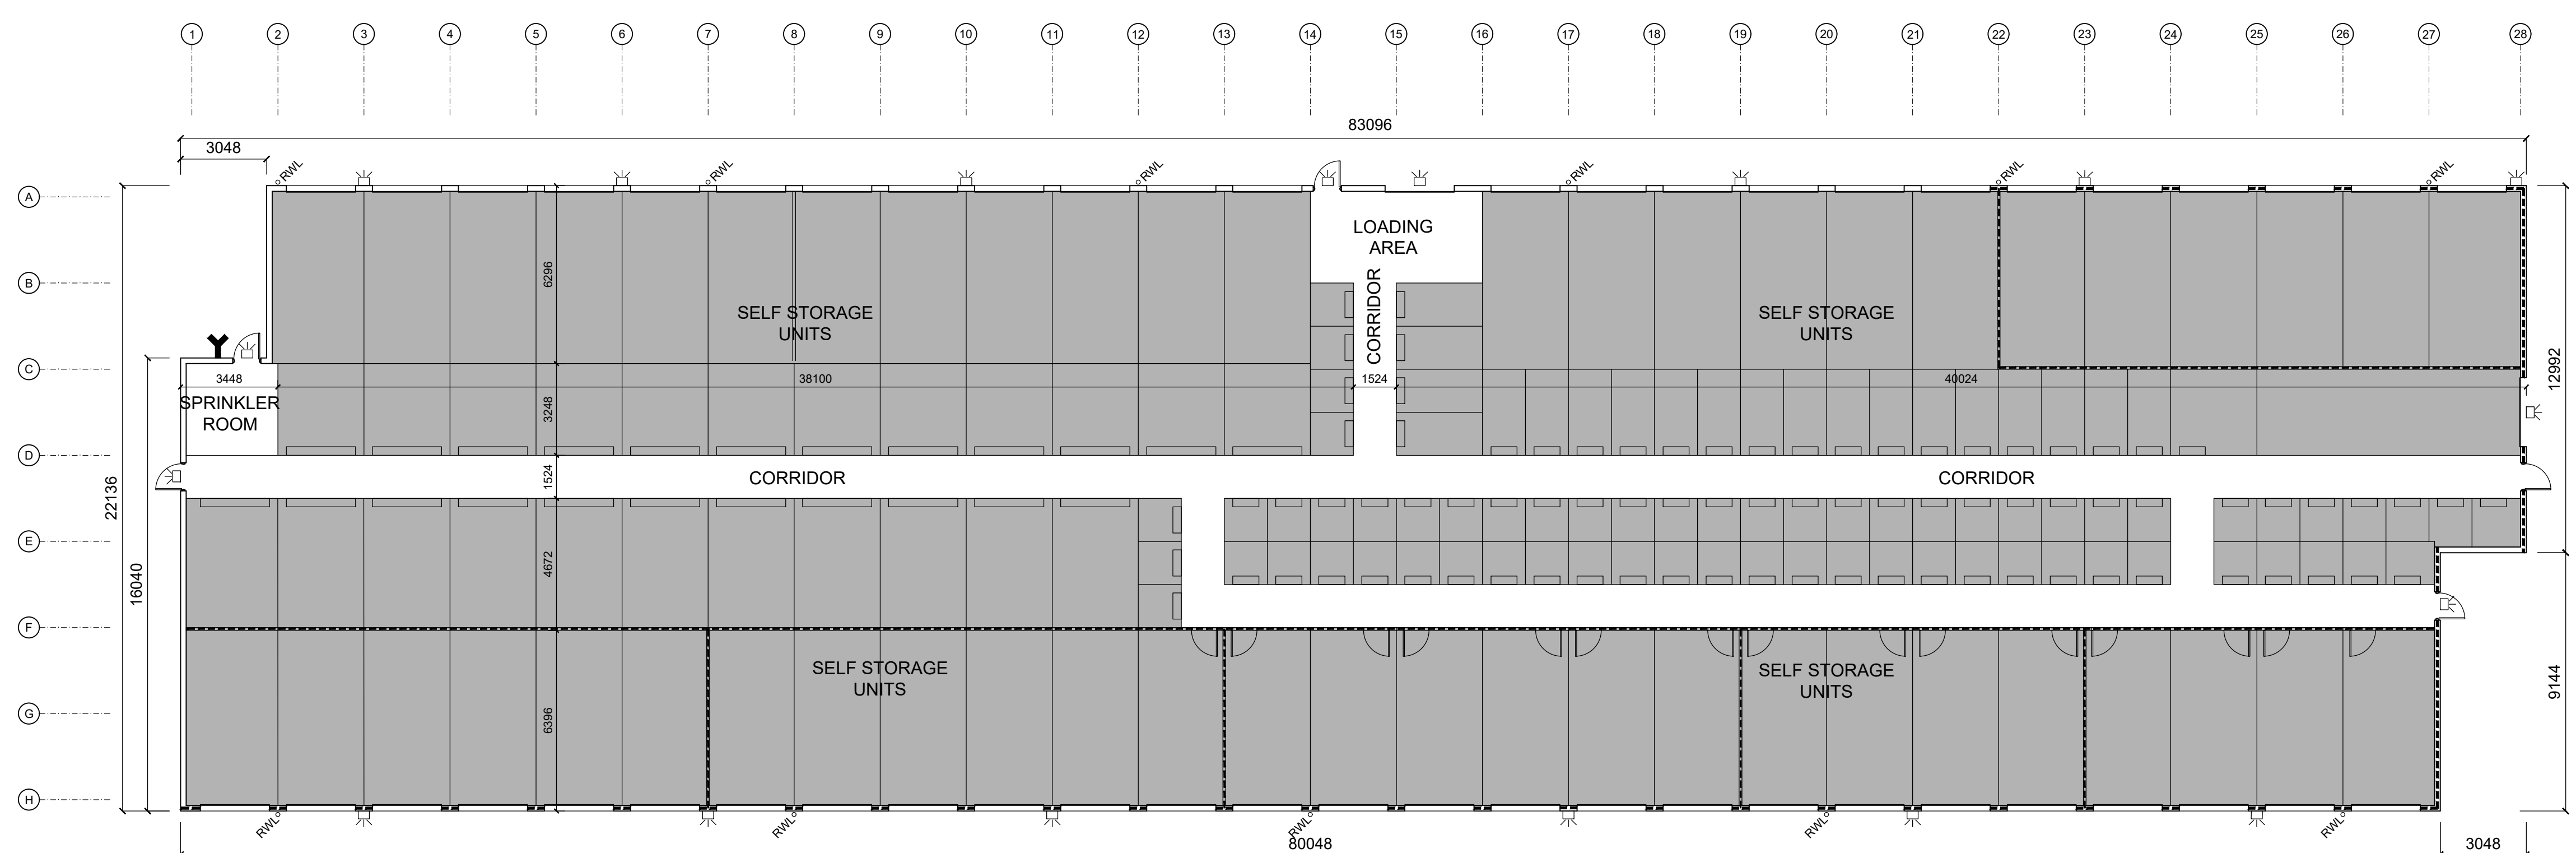 1 2 3 4 5 6 7 8 9 10 11 12 13 14 15 16 17 18 19 20 21 22 23 24 25 26 27 28
83096
3048
RWL RWL RWL RWL RWL RWL
A
B
C
D
E
F
G
H
22136
16040
LOADING
AREA
CORRIDOR
6296
SELF STORAGE
UNITS
SELF STORAGE
UNITS
12992
3448
38100
1524
40024
SPRINKLER
ROOM
3248
1524
CORRIDOR
CORRIDOR
4672
SELF STORAGE
UNITS
SELF STORAGE
UNITS
6396
9144
RWL RWL RWL RWL RWL
80048
3048